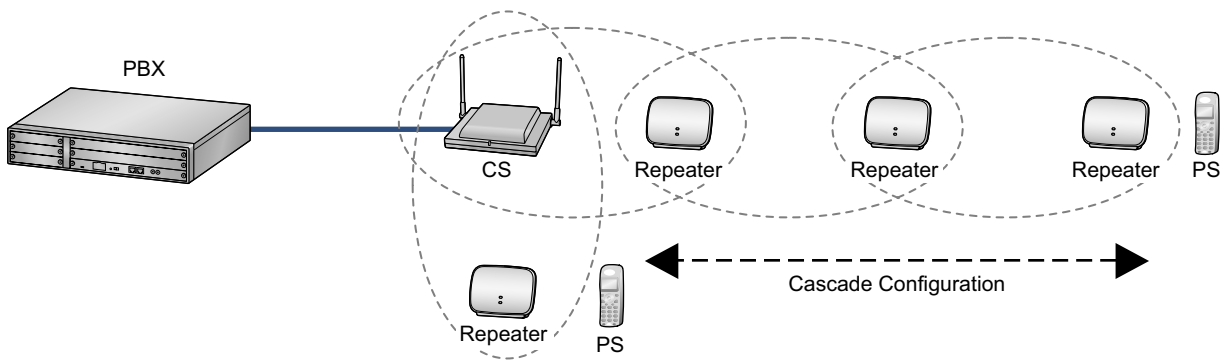 PBX
CS
Repeater
Repeater
Repeater
PS
Cascade Configuration
Repeater
PS